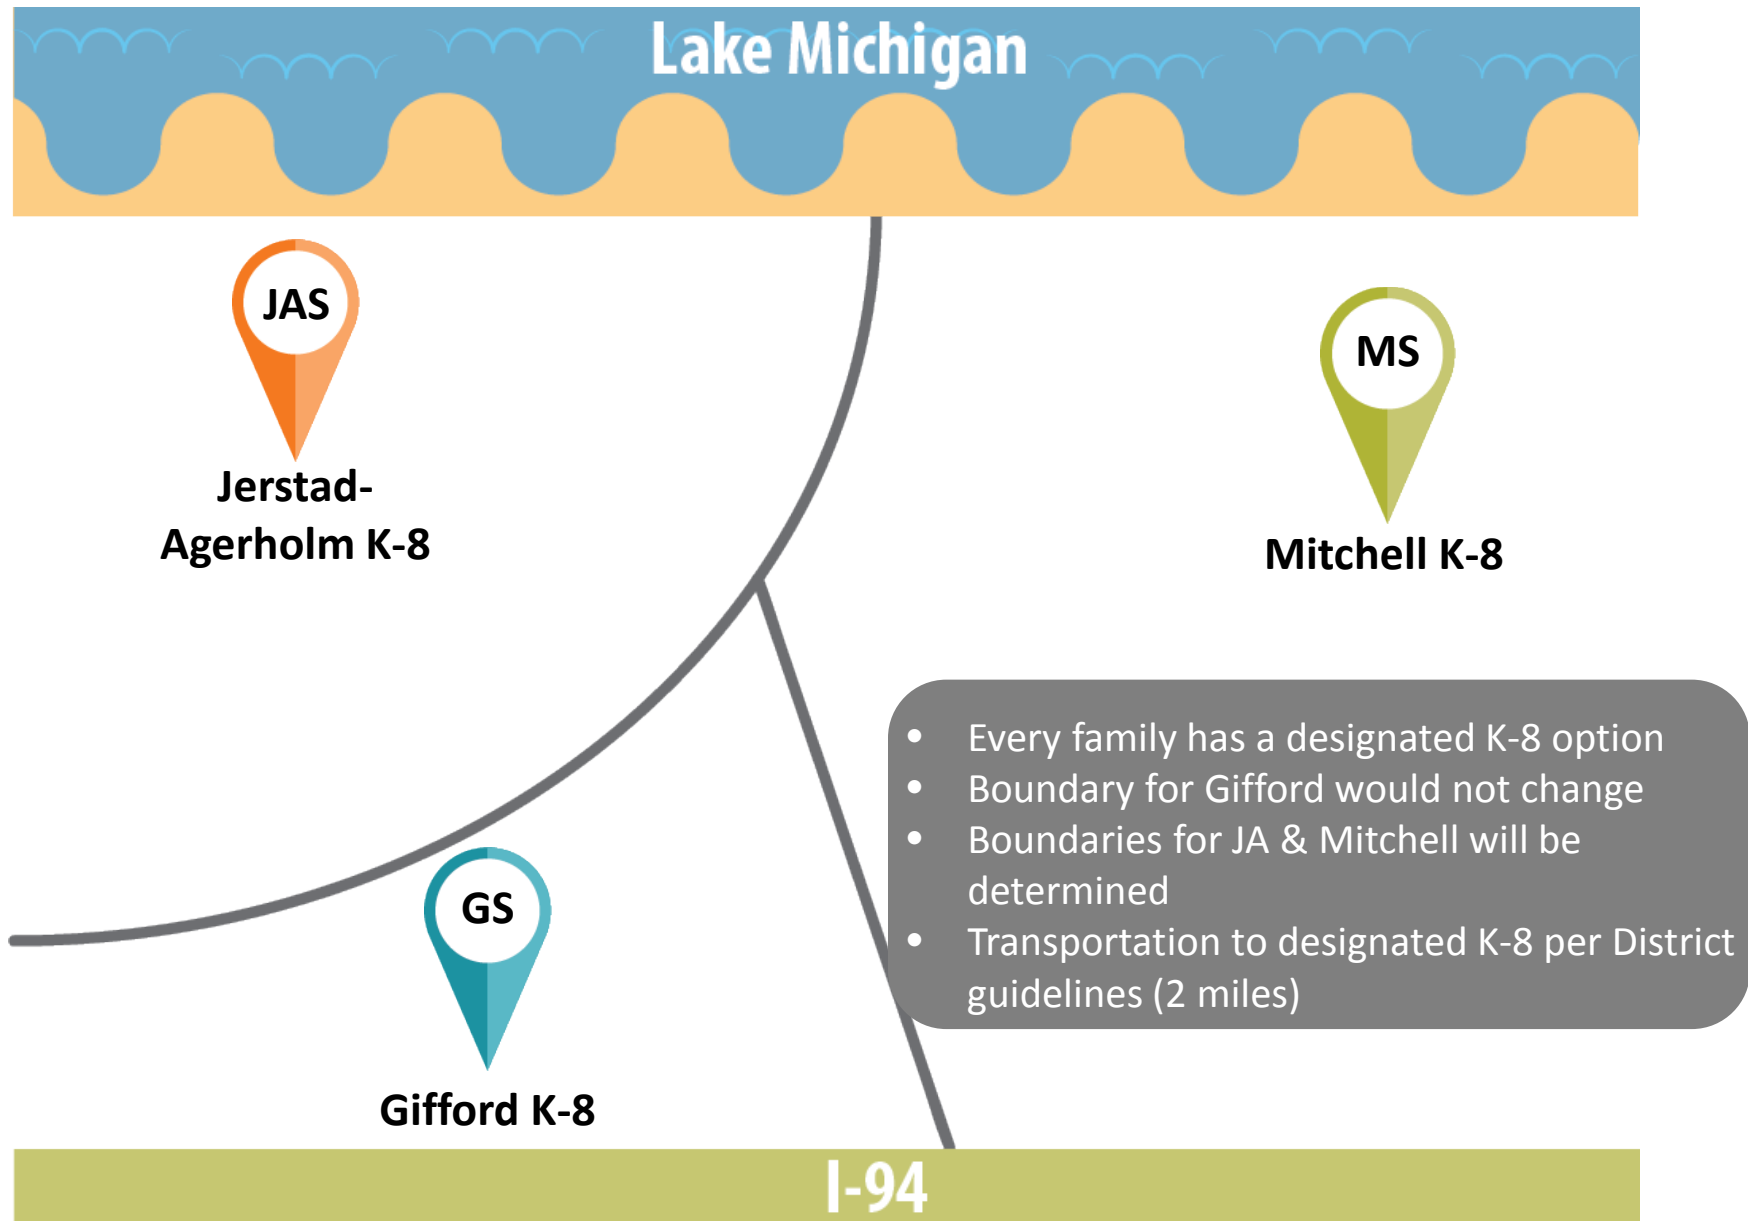 Lake Michigan
JAS
Jerstad-
Agerholm K-8
MS
Mitchell K-8
• Every family has a designated K-8 option
• Boundary for Gifford would not change
• Boundaries for JA & Mitchell will be
determined
• Transportation to designated K-8 per District
guidelines (2 miles)
GS
Gifford K-8
I-94